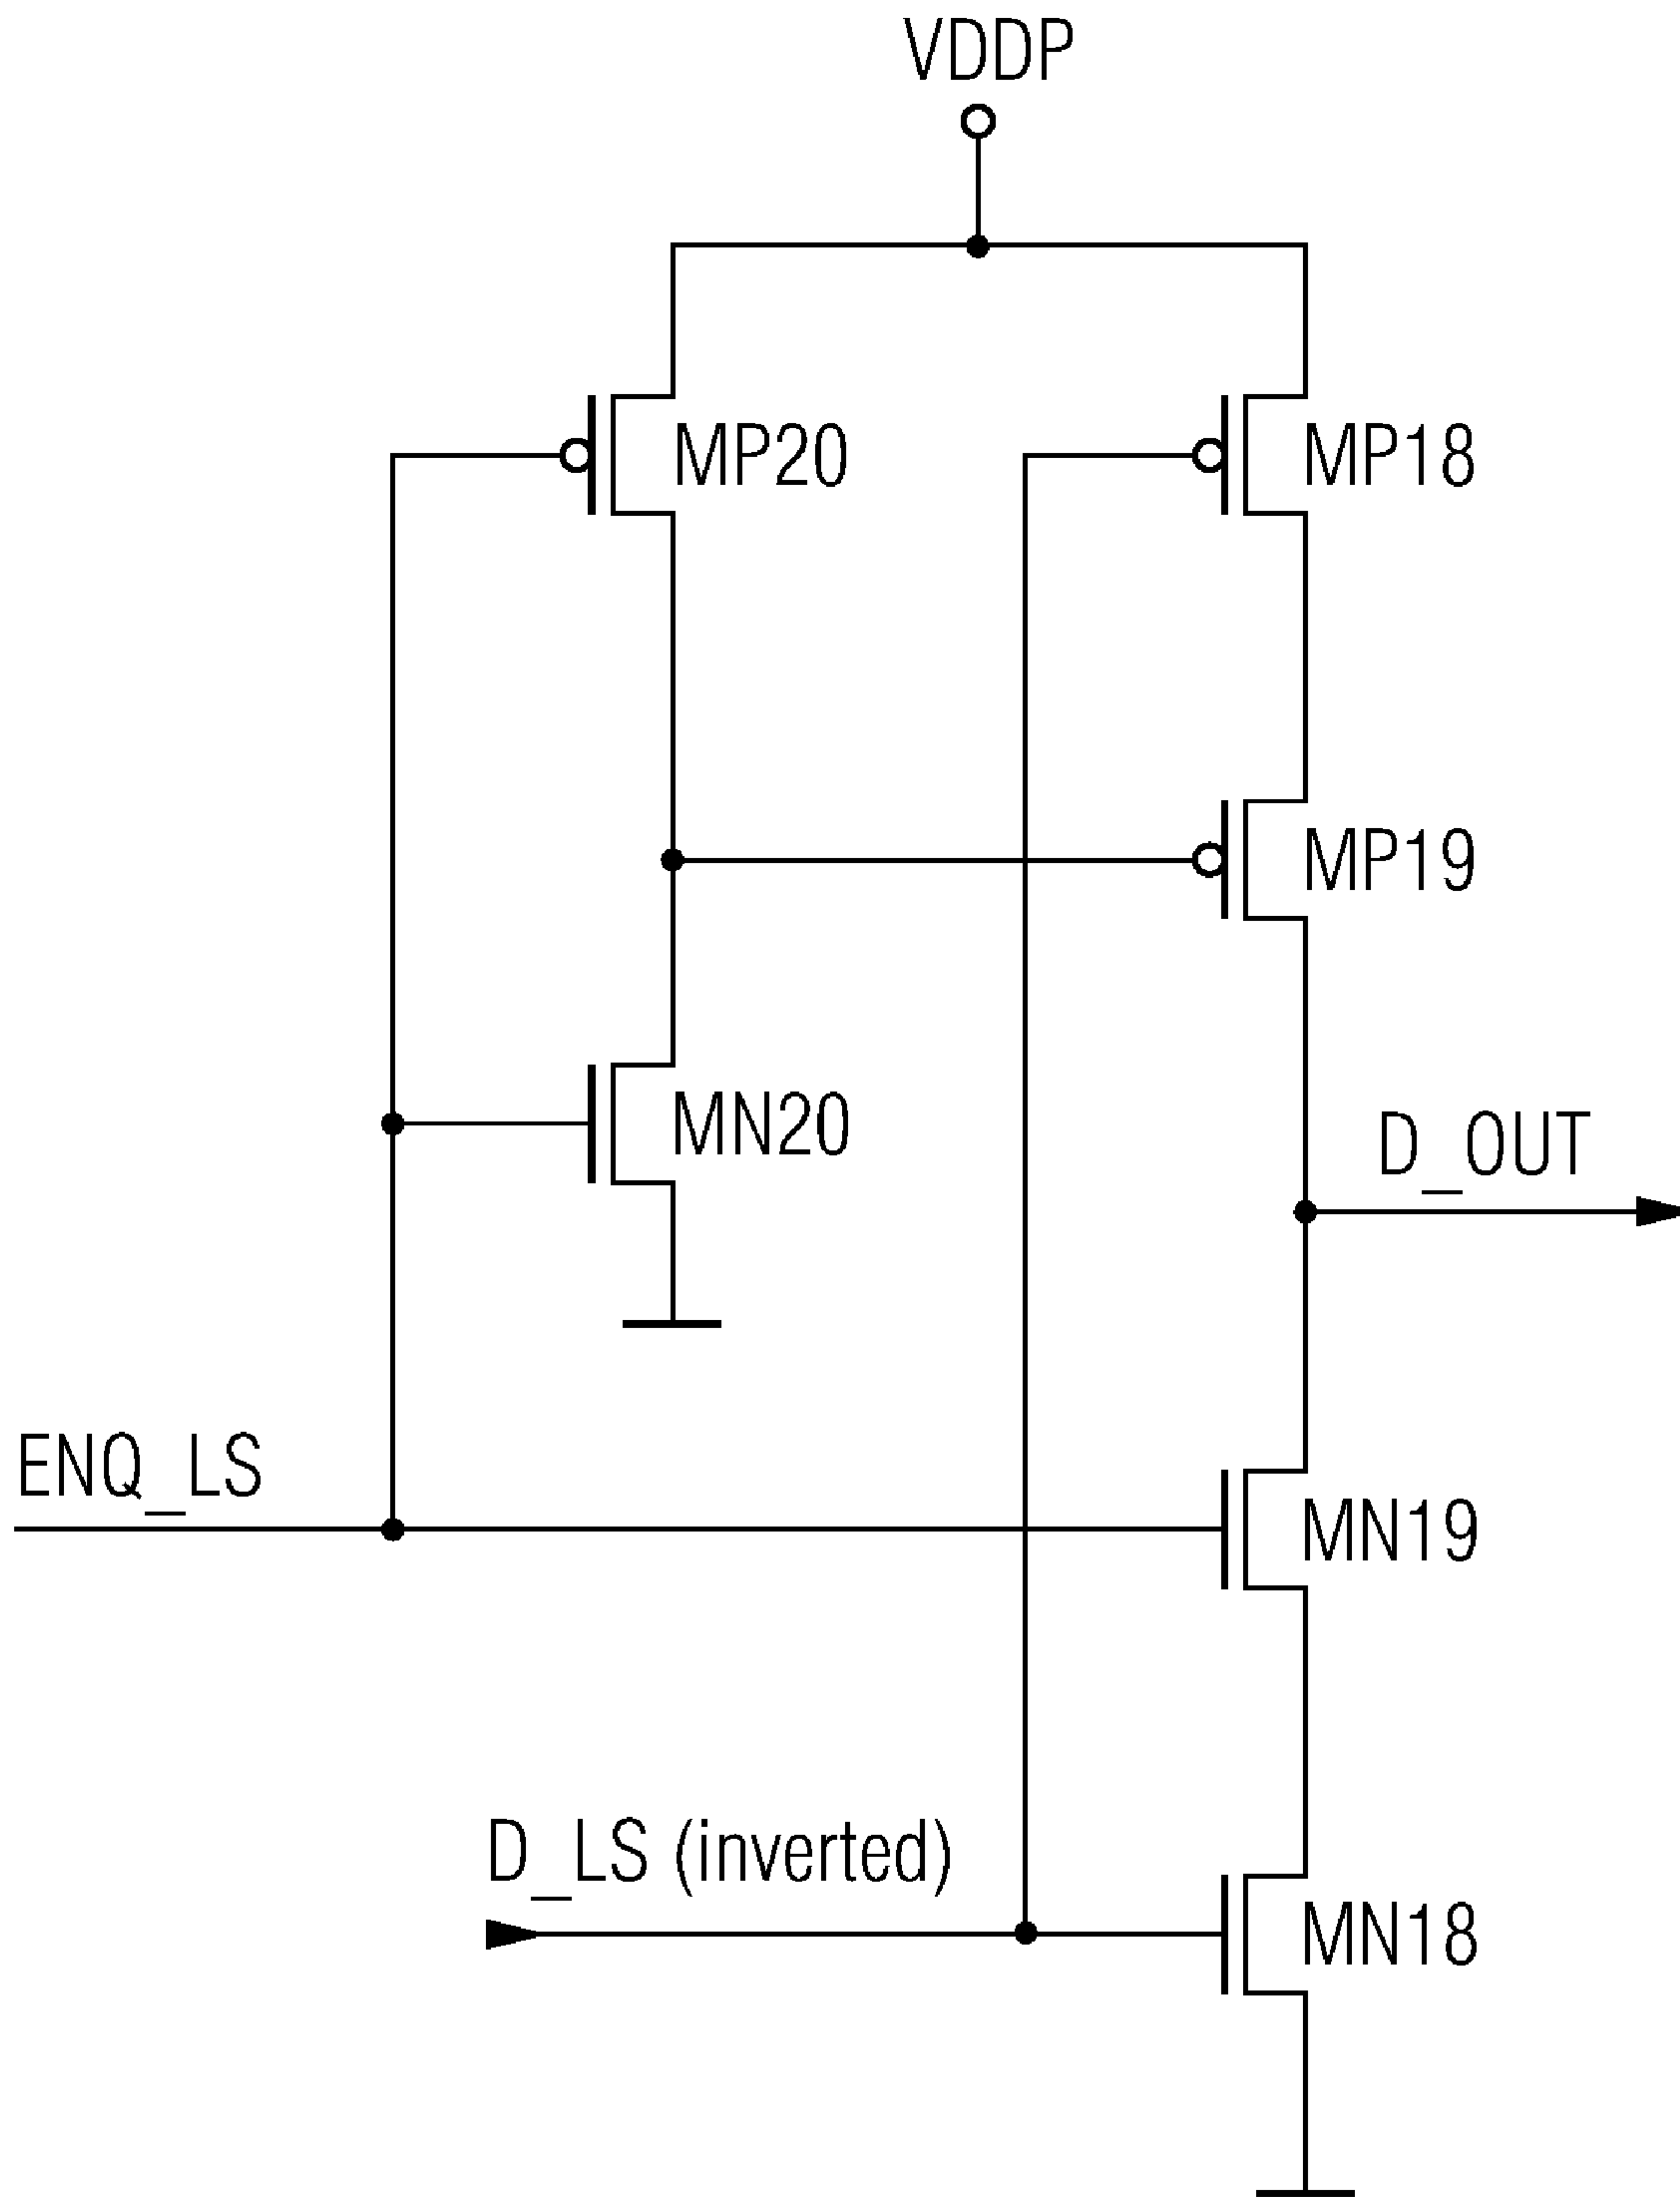 VDDP
MP20
MP18
MP19
MN20
D_OUT
ENQ_LS
MN19
D_LS (inverted)
MN18